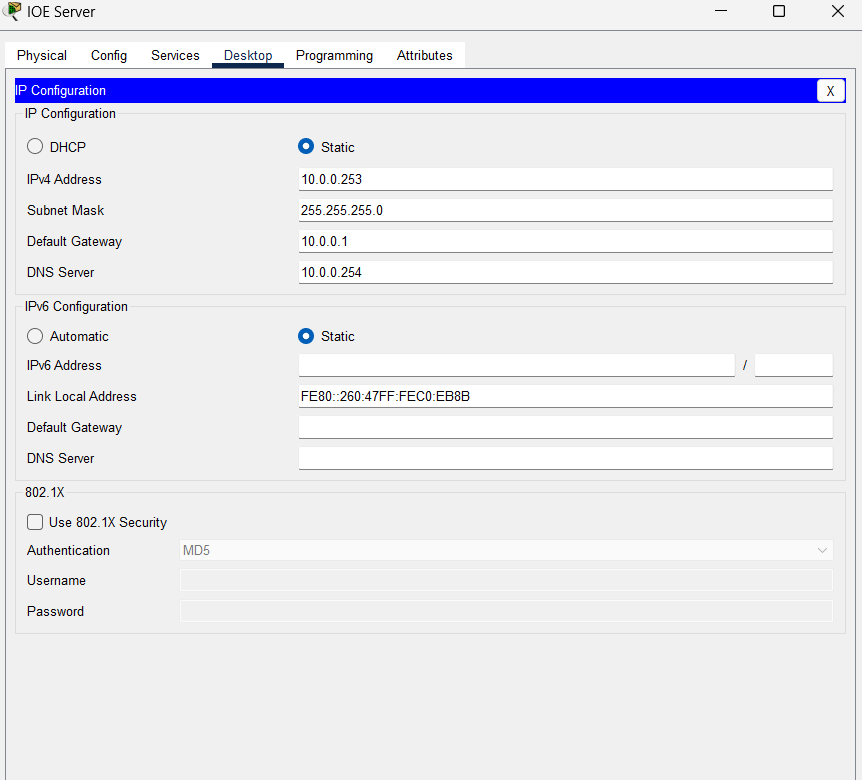 IOE Server
Physical Config Services Desktop Programming Attributes
IP Configuration X
IP Configuration
DHCP Static
IPv4 Address 10.0.0.253
Subnet Mask 255.255.255.0
Default Gateway 10.0.0.1
DNS Server 10.0.0.254
IPv6 Configuration
Automatic Static
IPv6 Address /
Link Local Address FE80::260:47FF:FEC0:EB8B
Default Gateway
DNS Server
802.1X
Use 802.1X Security
Authentication MD5
Username
Password